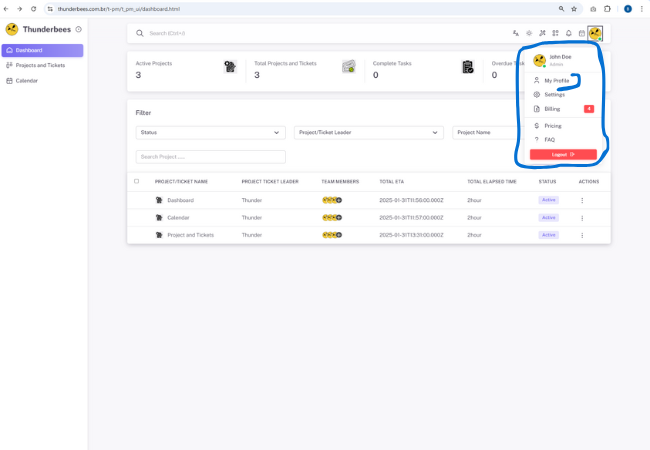 thunderbees.com.br/t-pm/t_pm_ui/dashboard.html
Thunderbees
Search (Ctrl+/)
Dashboard
Projects and Tickets
Calendar
Active Projects
3
Total Projects and Tickets
3
Complete Tasks
0
Overdue
0
John Doe
Admin
My Profile
Settings
Billing
4
Pricing
FAQ
Logout
Filter
Status
Project/Ticket Leader
Project Name
Search Project .....
PROJECT/TICKET NAME PROJECT TICKET LEADER TEAM MEMBERS TOTAL ETA TOTAL ELAPSED TIME STATUS ACTIONS
Dashboard Thunder 2025-01-31T11:56:00.000Z 2hour Active
Calendar Thunder 2025-01-31T11:57:00.000Z 2hour Active
Project and Tickets Thunder 2025-01-31T13:31:00.000Z 2hour Active